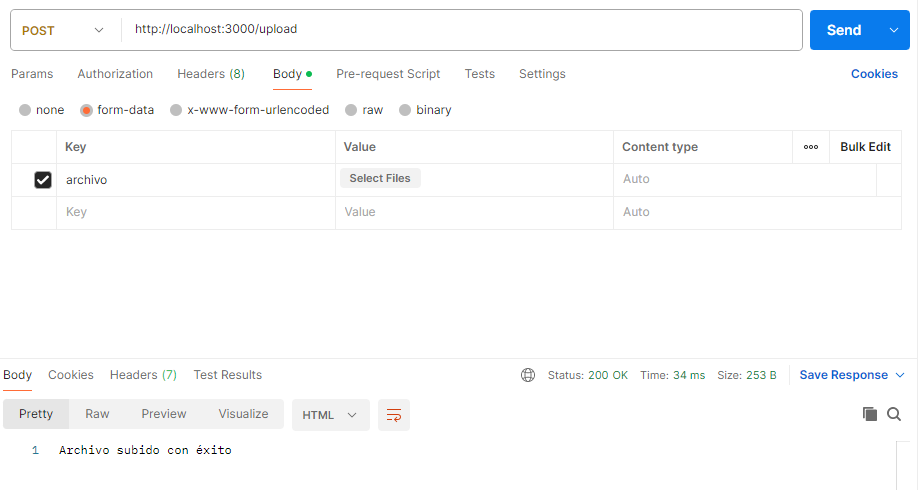 POST http://localhost:3000/upload Send
Params Authorization Headers (8) Body Pre-request Script Tests Settings Cookies
none form-data x-www-form-urlencoded raw binary
Key Value Content type Bulk Edit
archivo Select Files Auto
Key Value Auto
Body Cookies Headers (7) Test Results Status: 200 OK Time: 34 ms Size: 253 B Save Response
Pretty Raw Preview Visualize HTML
1 Archivo subido con éxito